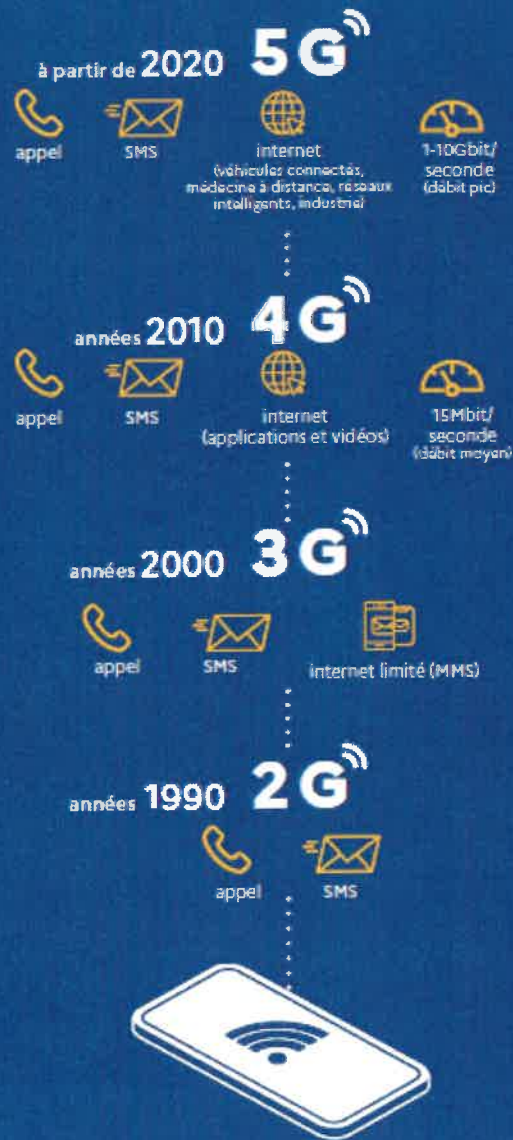 à partir de 2020 5G
appel
SMS
internet
(véhicules connectés,
médecine à distance, réseaux
intelligents, industrie)
1-10Gbit/
seconde
(débit pic)
années 2010 4G
appel
SMS
internet
(applications et vidéos)
15Mbit/
seconde
(débit moyen)
années 2000 3G
appel
SMS
internet limité (MMS)
années 1990 2G
appel
SMS